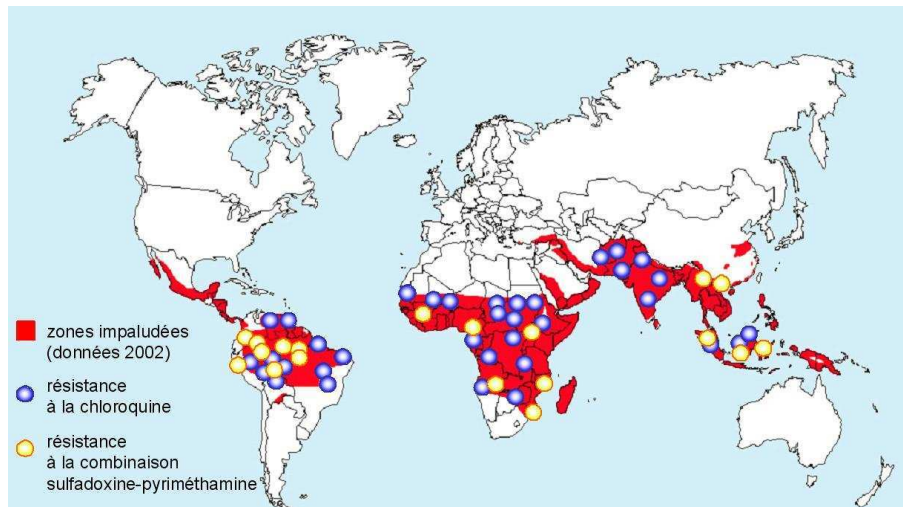 zones impaludées
(données 2002)
résistance
à la chloroquine
résistance
à la combinaison
sulfadoxine-pyriméthamine